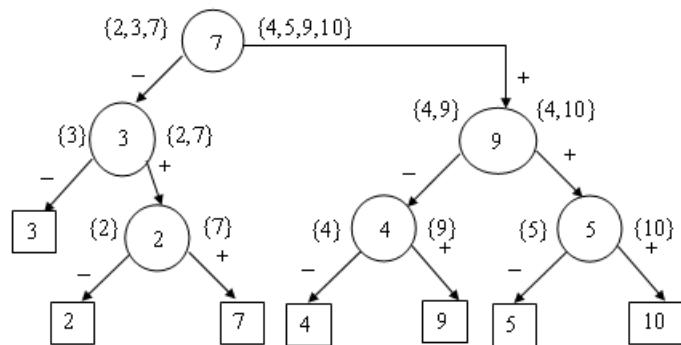 {2,3,7} 7 {4,5,9,10}
− +
{3} 3 {2,7} {4,9} 9 {4,10}
− + − +
3 {2} 2 {7} {4} 4 {9} {5} 5 {10}
− + − + − +
2 7 4 9 5 10